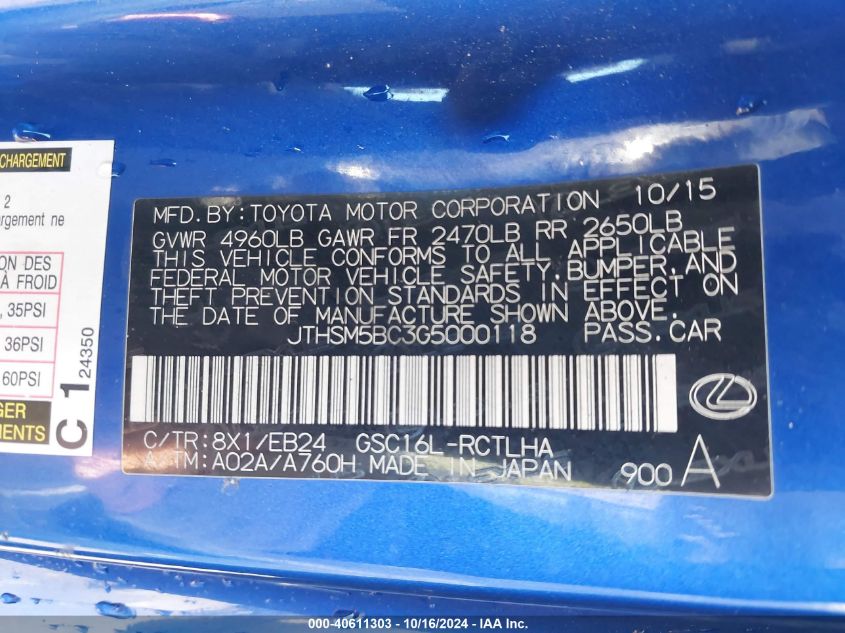 CHARGEMENT
2
chargement ne
ON DES
À FROID
, 35PSI
36PSI
60PSI
C 1 24350
MFD. BY: TOYOTA MOTOR CORPORATION 10/15
GVWR 4960LB GAWR FR 2470LB RR 2650LB
THIS VEHICLE CONFORMS TO ALL APPLICABLE
FEDERAL MOTOR VEHICLE SAFETY, BUMPER, AND
THEFT PREVENTION STANDARDS IN EFFECT ON
THE DATE OF MANUFACTURE SHOWN ABOVE.
JTHSM5BC3G5000118 PASS. CAR
C/TR: 8X1/EB24 GSC16L-RCTLHA
A/TM: A02A/A760H MADE IN JAPAN 900 A
000-40611303 - 10/16/2024 - IAA Inc.